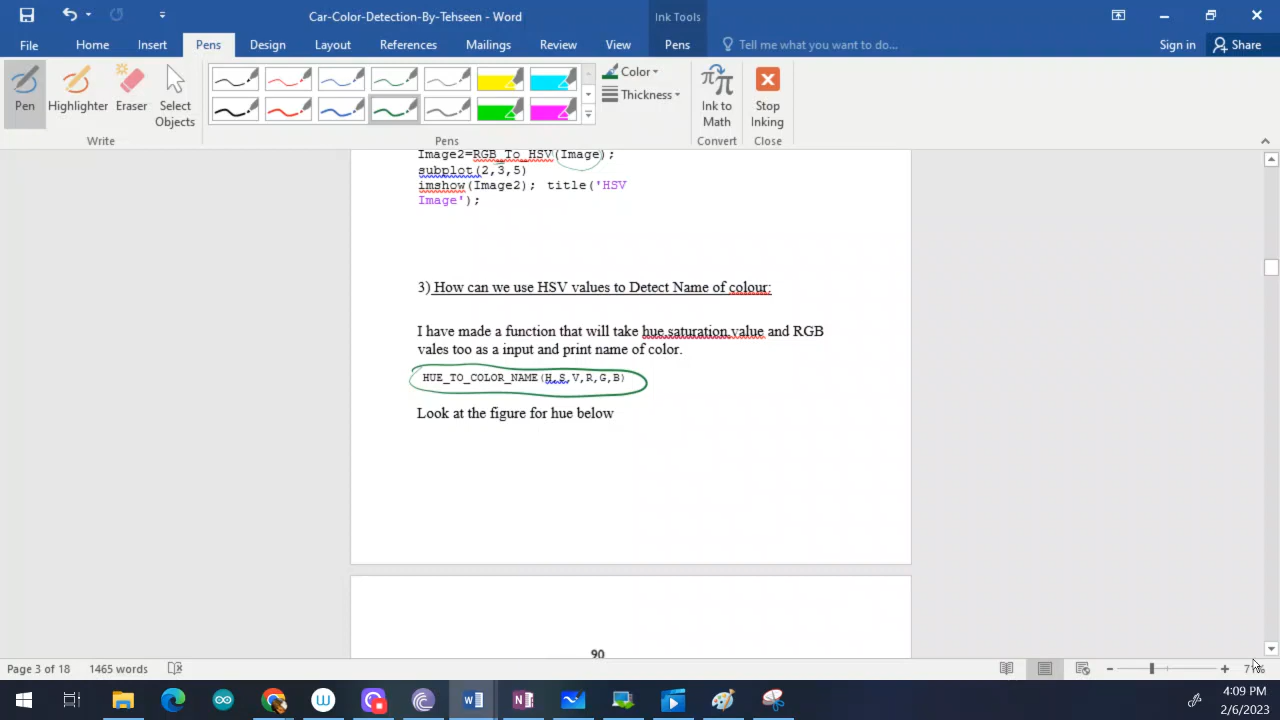 Car-Color-Detection-By-Tehseen - Word
Ink Tools
File
Home
Insert
Pens
Design
Layout
References
Mailings
Review
View
Pens
Tell me what you want to do...
Sign in
Share
Pen
Highlighter
Eraser
Select
Objects
Color
Thickness
Ink to
Math
Stop
Inking
Write
Pens
Convert
Close
Image2=RGB_To_HSV(Image);
subplot(2,3,5)
imshow(Image2); title('HSV
Image');
3) How can we use HSV values to Detect Name of colour:
I have made a function that will take hue,saturation,value and RGB
vales too as a input and print name of color.
HUE_TO_COLOR_NAME(H,S,V,R,G,B)
Look at the figure for hue below
90
Page 3 of 18
1465 words
4:09 PM
2/6/2023